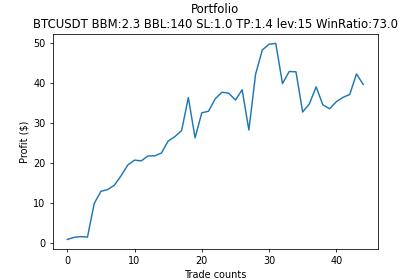 Portfolio
BTCUSDT BBM:2.3 BBL:140 SL:1.0 TP:1.4 lev:15 WinRatio:73.0
50
40
30
20
10
0
Profit ($)
0 10 20 30 40
Trade counts